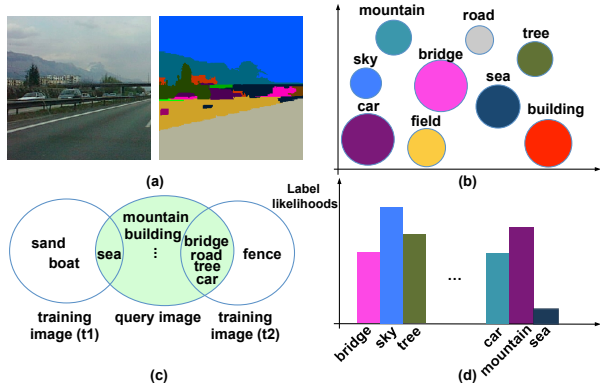 (a)
mountain
road
tree
sky
bridge
sea
car
field
building
(b)
sand
boat
sea
mountain
building
⋮
bridge
road
tree
car
fence
training
image (t1)
query image
training
image (t2)
(c)
Label
likelihoods
...
bridge
sky
tree
car
mountain
sea
(d)